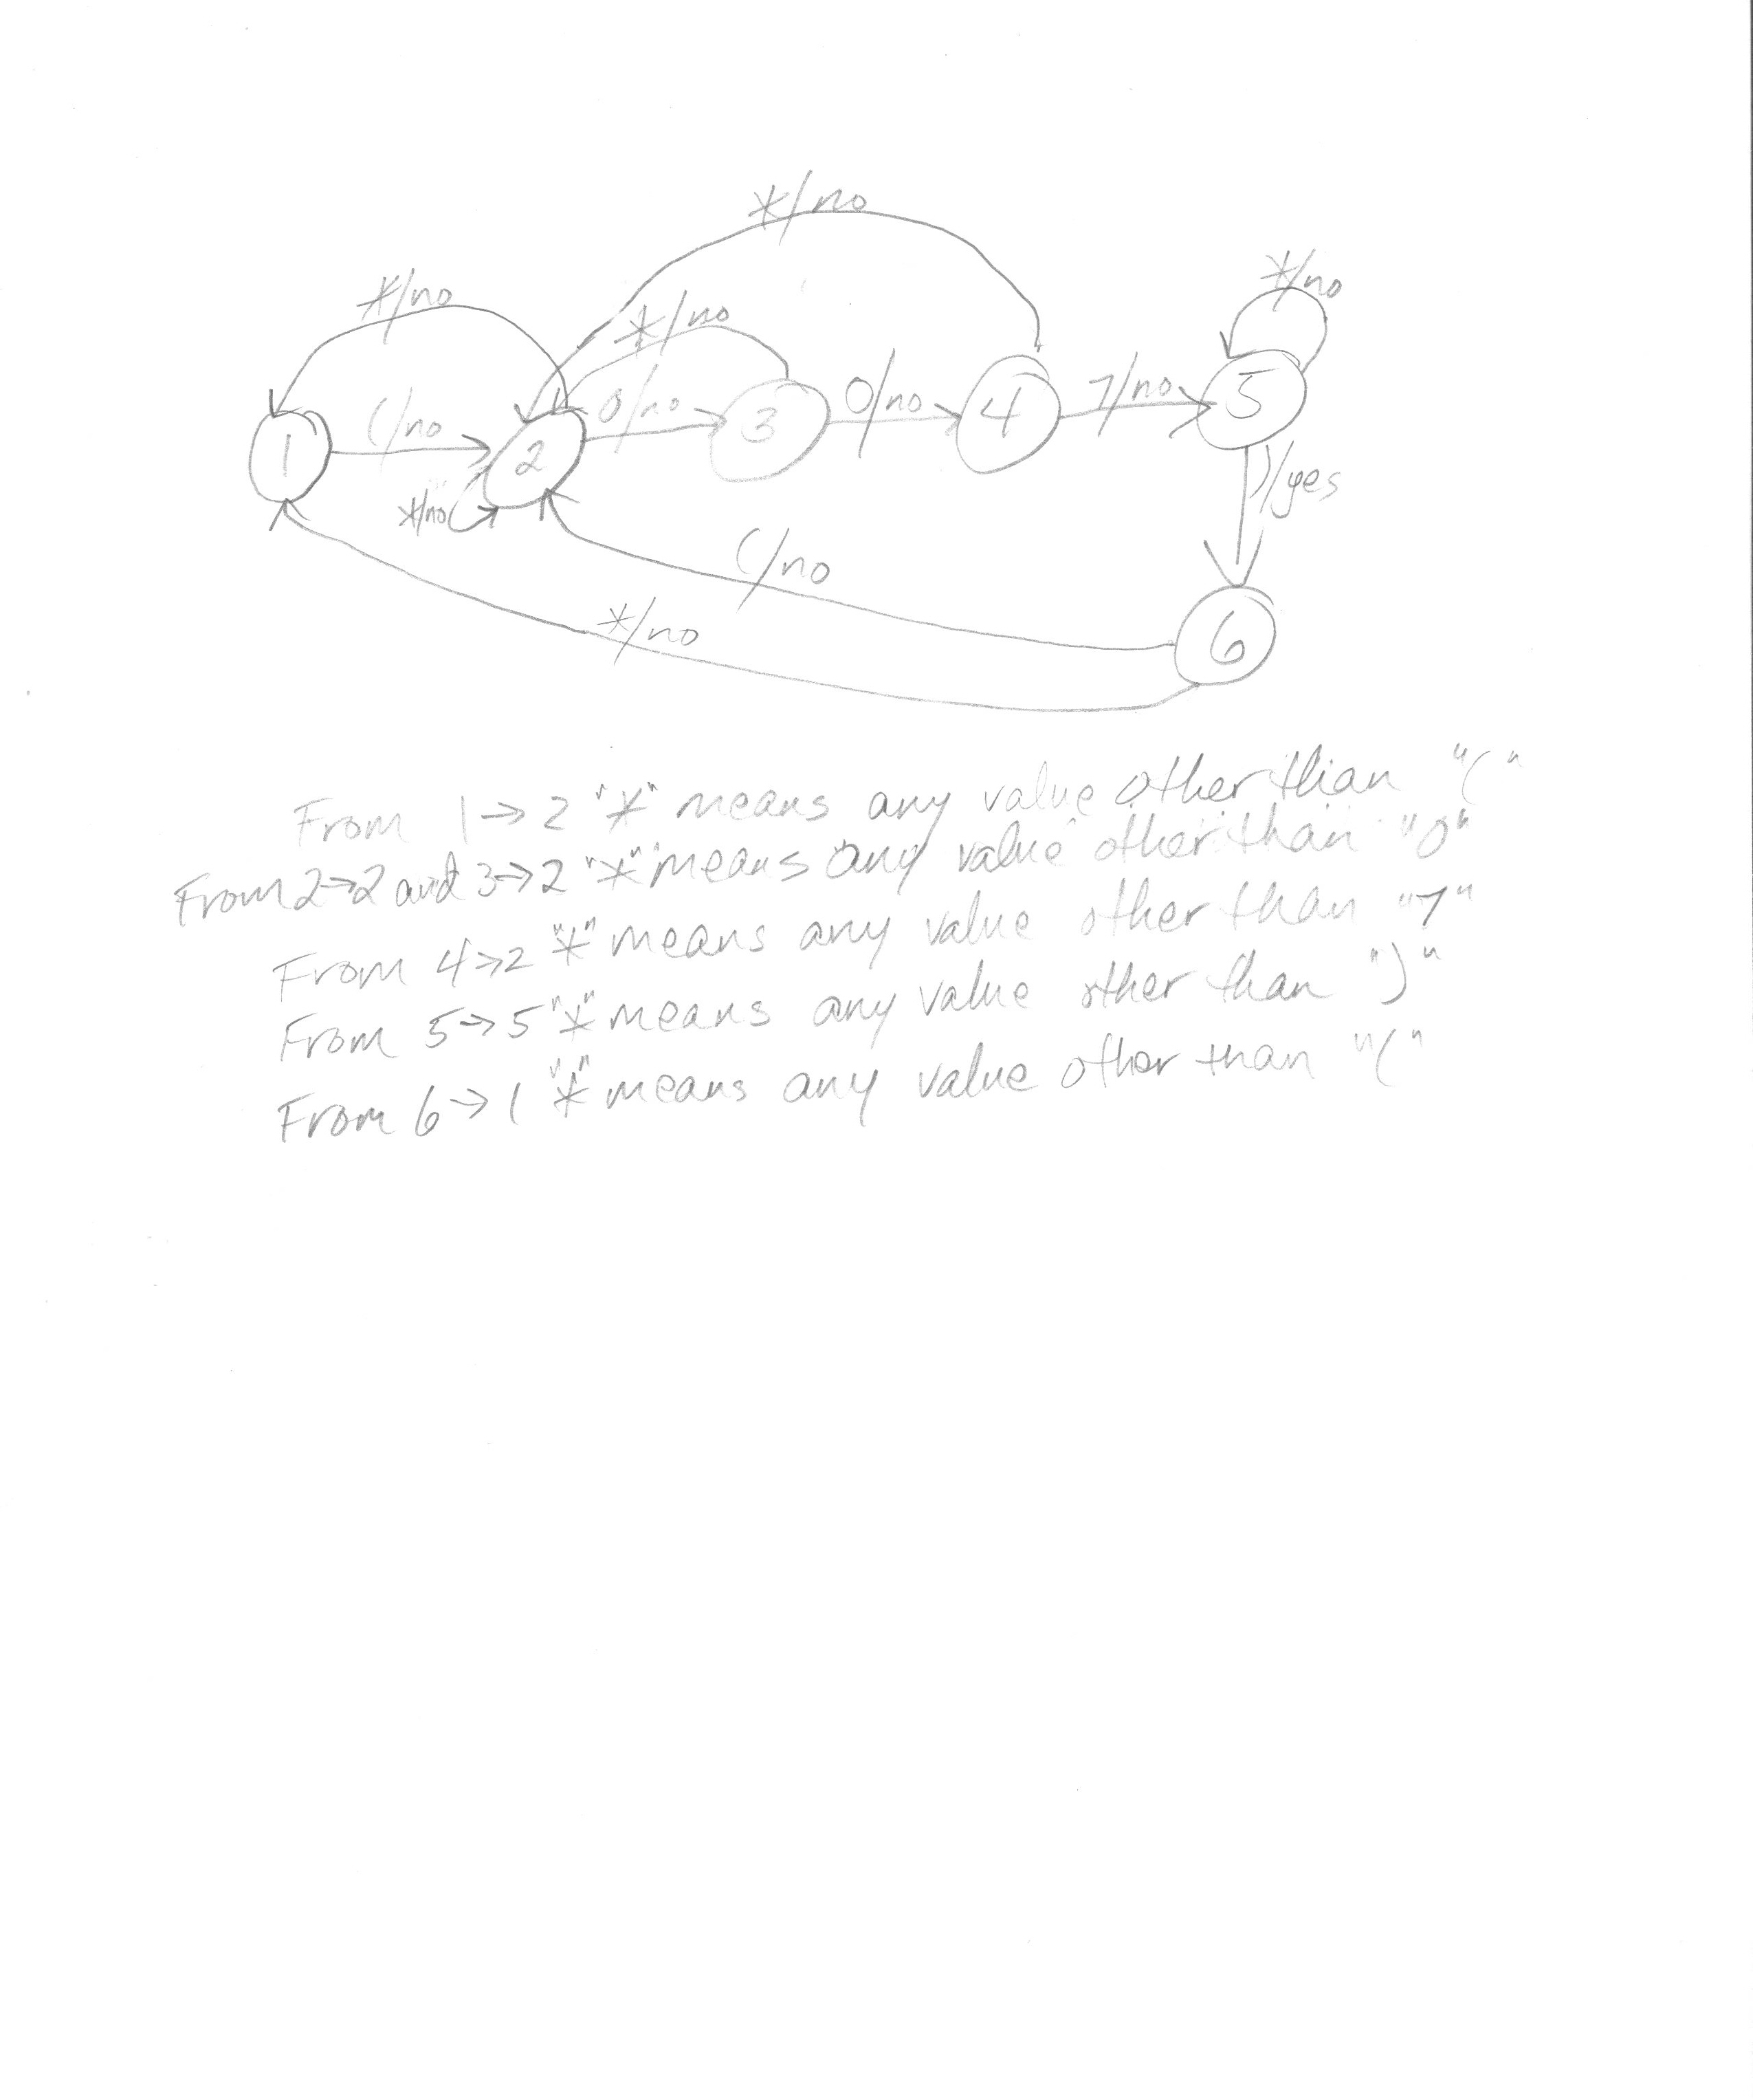 */no
*/no
*/no
*/no
(/no
0/no
0/no
7/no
1
2
3
4
5
*/no
)/yes
(/no
*/no
6
From 1→2 "*" means any value other than "("
From 2→2 and 3→2 "*" means any value other than "0"
From 4→2 "*" means any value other than "7"
From 5→5 "*" means any value other than ")"
From 6→1 "*" means any value other than "("